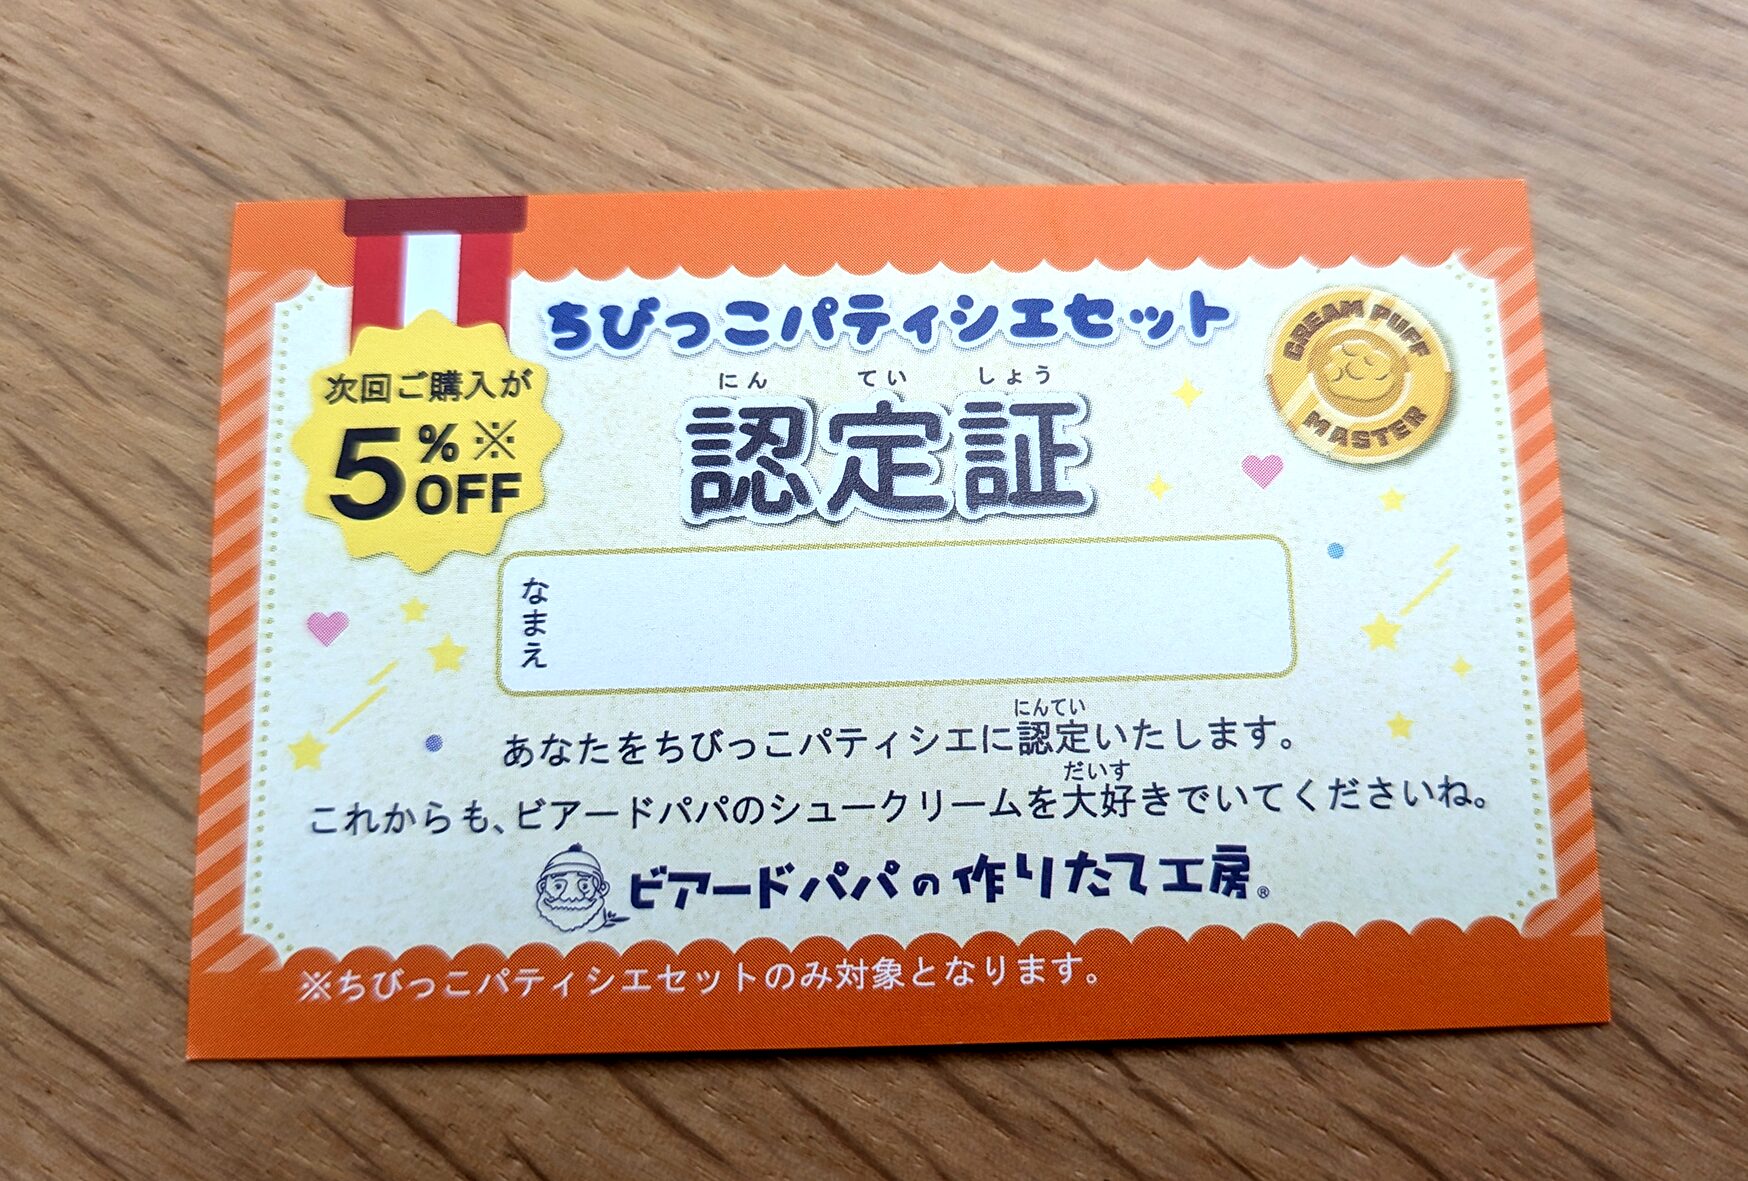 ちびっこパティシエセット
CREAM PUFF
MASTER
次回ご購入が
5%※
OFF
にん てい しょう
認定証
なまえ
にんてい
あなたをちびっこパティシエに認定いたします。
だいす
これからも、ビアードパパのシュークリームを大好きでいてくださいね。
ビアードパパの作りたて工房®
※ちびっこパティシエセットのみ対象となります。